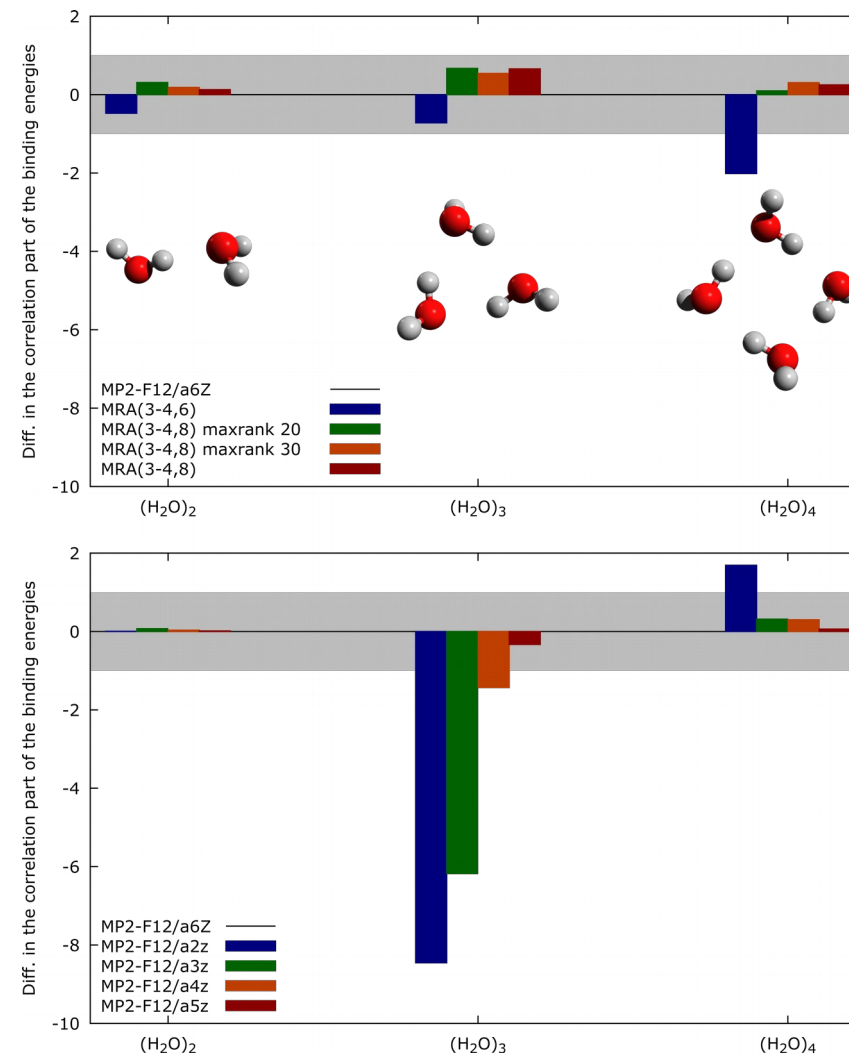 Diff. in the correlation part of the binding energies
2
0
-2
-4
-6
-8
-10
MP2-F12/a6Z
MRA(3-4,6)
MRA(3-4,8) maxrank 20
MRA(3-4,8) maxrank 30
MRA(3-4,8)
(H₂O)₂
(H₂O)₃
(H₂O)₄
Diff. in the correlation part of the binding energies
2
0
-2
-4
-6
-8
-10
MP2-F12/a6Z
MP2-F12/a2z
MP2-F12/a3z
MP2-F12/a4z
MP2-F12/a5z
(H₂O)₂
(H₂O)₃
(H₂O)₄